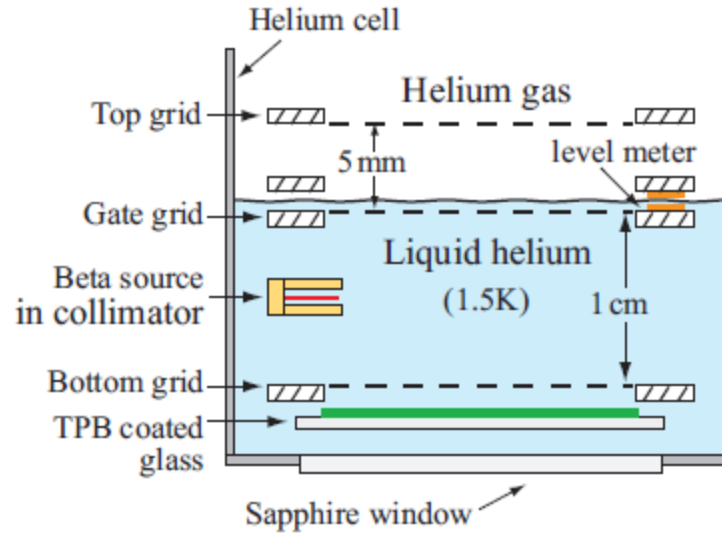 Helium cell
Helium gas
Top grid
5 mm
level meter
Gate grid
Liquid helium
(1.5K)
Beta source
in collimator
1 cm
Bottom grid
TPB coated
glass
Sapphire window